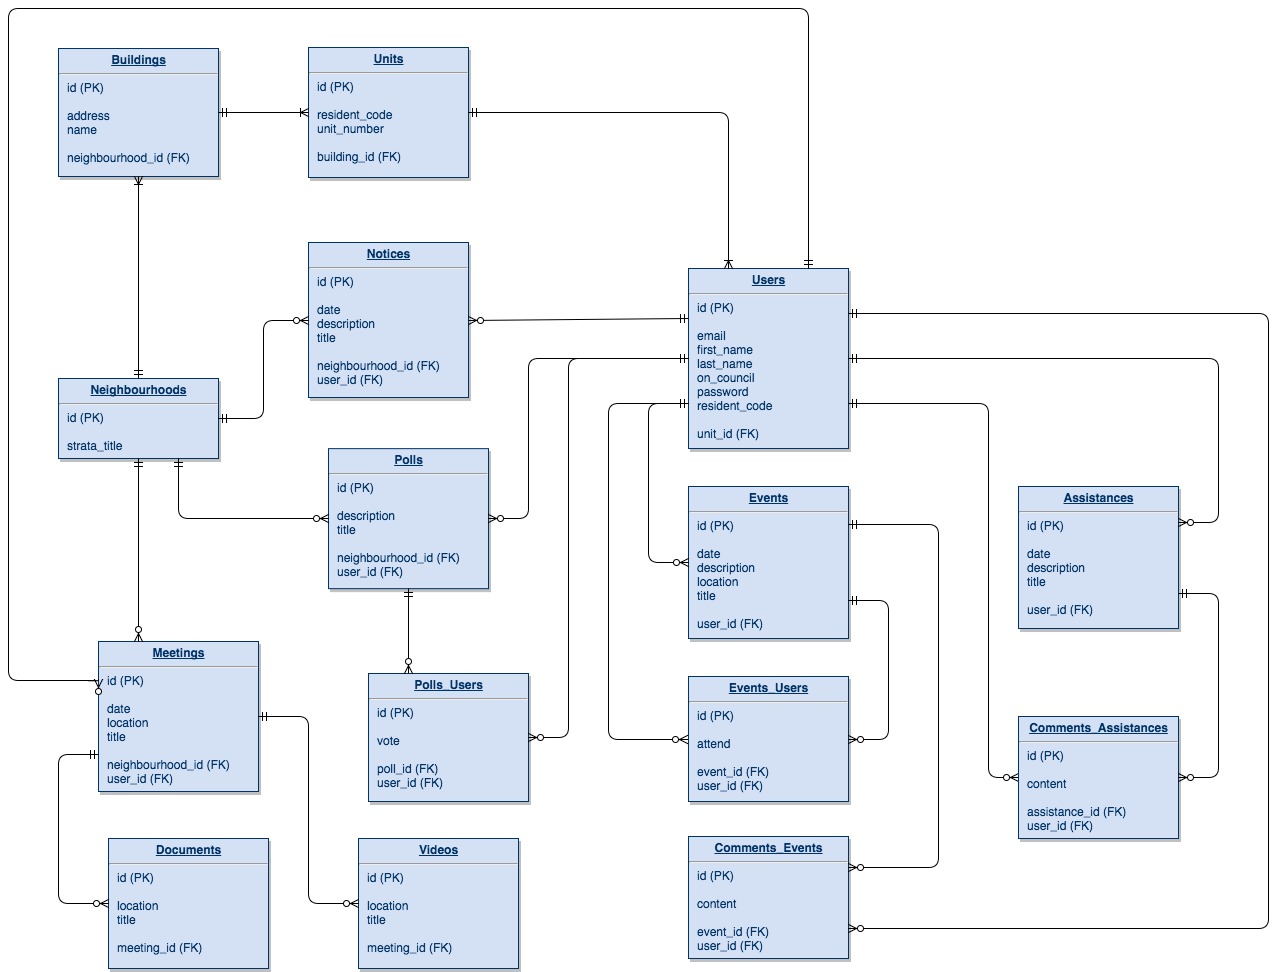 Buildings
id (PK)
address
name
neighbourhood_id (FK)
Units
id (PK)
resident_code
unit_number
building_id (FK)
Notices
id (PK)
date
description
title
neighbourhood_id (FK)
user_id (FK)
Users
id (PK)
email
first_name
last_name
on_council
password
resident_code
unit_id (FK)
Neighbourhoods
id (PK)
strata_title
Polls
id (PK)
description
title
neighbourhood_id (FK)
user_id (FK)
Events
id (PK)
date
description
location
title
user_id (FK)
Assistances
id (PK)
date
description
title
user_id (FK)
Meetings
id (PK)
date
location
title
neighbourhood_id (FK)
user_id (FK)
Polls_Users
id (PK)
vote
poll_id (FK)
user_id (FK)
Events_Users
id (PK)
attend
event_id (FK)
user_id (FK)
Comments_Assistances
id (PK)
content
assistance_id (FK)
user_id (FK)
Documents
id (PK)
location
title
meeting_id (FK)
Videos
id (PK)
location
title
meeting_id (FK)
Comments_Events
id (PK)
content
event_id (FK)
user_id (FK)